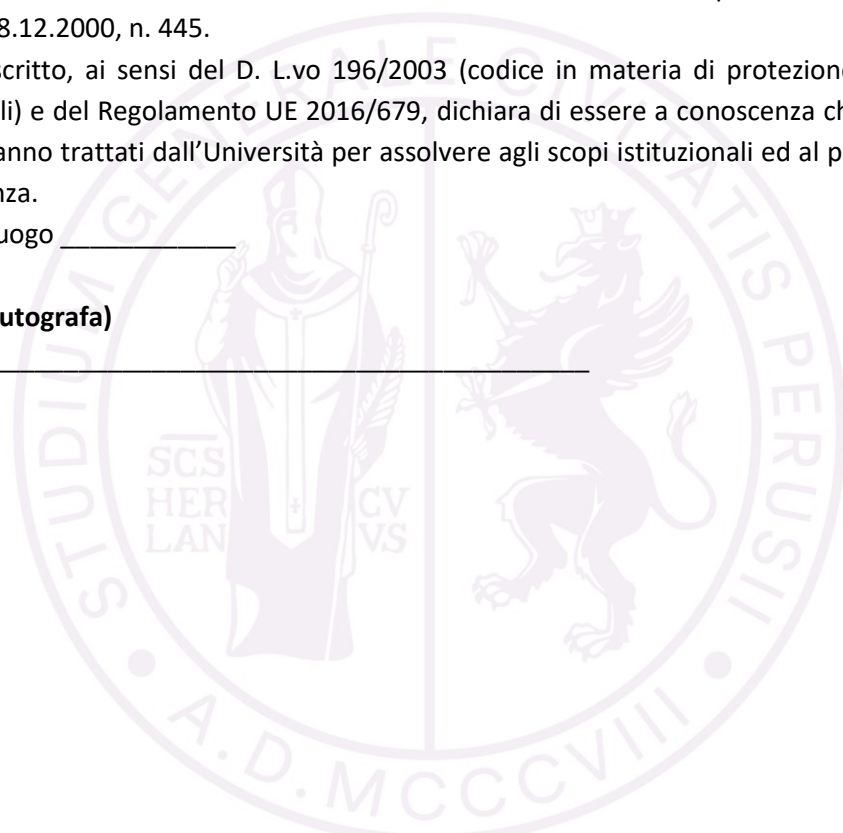 8.12.2000, n. 445.
scritto, ai sensi del D. L.vo 196/2003 (codice in materia di protezione
li) e del Regolamento UE 2016/679, dichiara di essere a conoscenza ch
anno trattati dall'Università per assolvere agli scopi istituzionali ed al p
nza.
uogo ____________
utografa)
STUDIUM GENERALE CIVITATIS PERUSII
SCS
HER
LAN
CV
VS
A.D. MCCCVIII